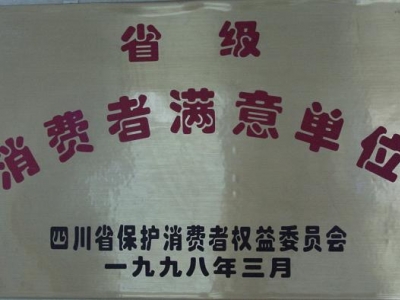 省级
消费者满意单位
四川省保护消费者权益委员会
一九九八年三月